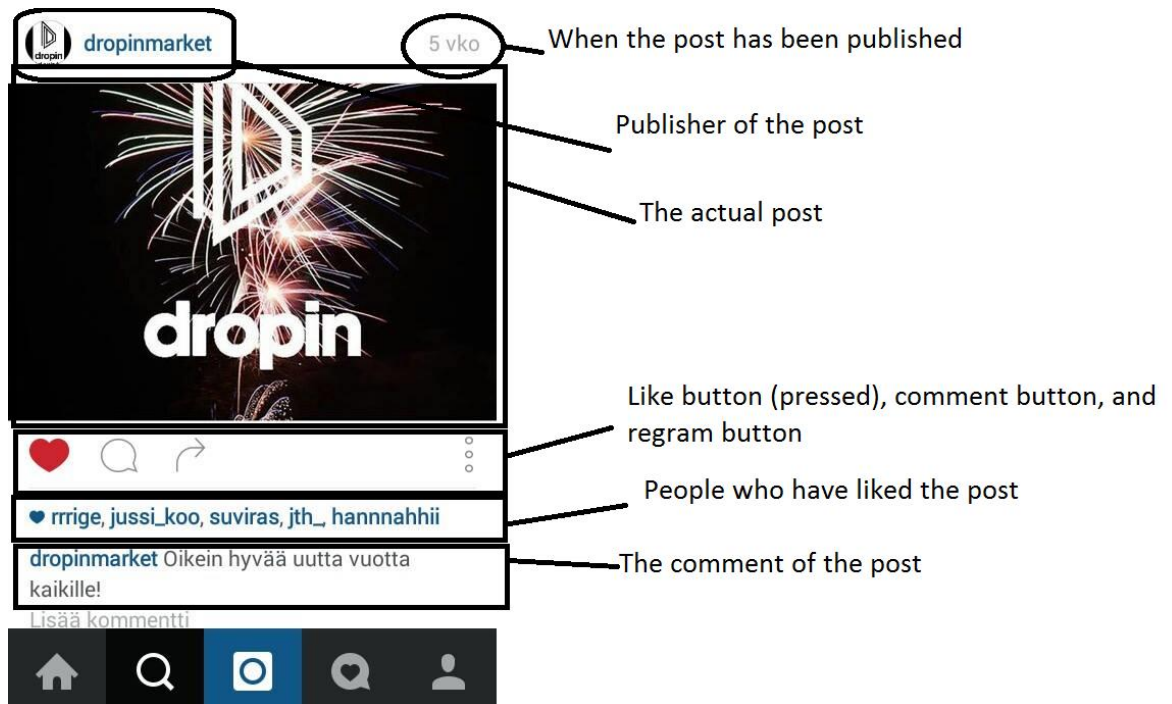 dropin
dropinmarket
5 vko
When the post has been published
Publisher of the post
The actual post
dropin
Like button (pressed), comment button, and
regram button
People who have liked the post
rrrige, jussi_koo, suviras, jth_, hannnahhii
The comment of the post
dropinmarket Oikein hyvää uutta vuotta
kaikille!
Lisää kommentti